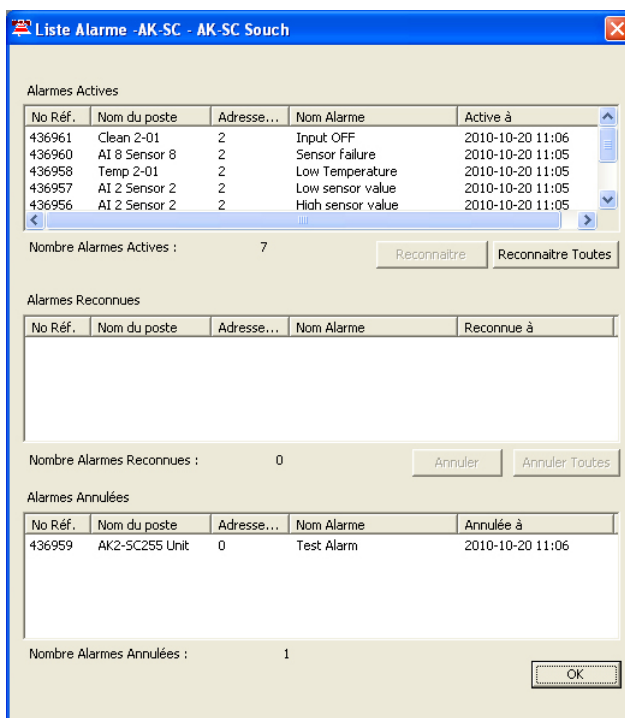 Liste Alarme -AK-SC - AK-SC Souch
Alarmes Actives
No Réf. Nom du poste Adresse... Nom Alarme Active à
436961 Clean 2-01 2 Input OFF 2010-10-20 11:06
436960 AI 8 Sensor 8 2 Sensor failure 2010-10-20 11:05
436958 Temp 2-01 2 Low Temperature 2010-10-20 11:05
436957 AI 2 Sensor 2 2 Low sensor value 2010-10-20 11:05
436956 AI 2 Sensor 2 2 High sensor value 2010-10-20 11:05
Nombre Alarmes Actives : 7 Reconnaitre Reconnaitre Toutes
Alarmes Reconnues
No Réf. Nom du poste Adresse... Nom Alarme Reconnue à
Nombre Alarmes Reconnues : 0 Annuler Annuler Toutes
Alarmes Annulées
No Réf. Nom du poste Adresse... Nom Alarme Annulée à
436959 AK2-SC255 Unit 0 Test Alarm 2010-10-20 11:06
Nombre Alarmes Annulées : 1
OK